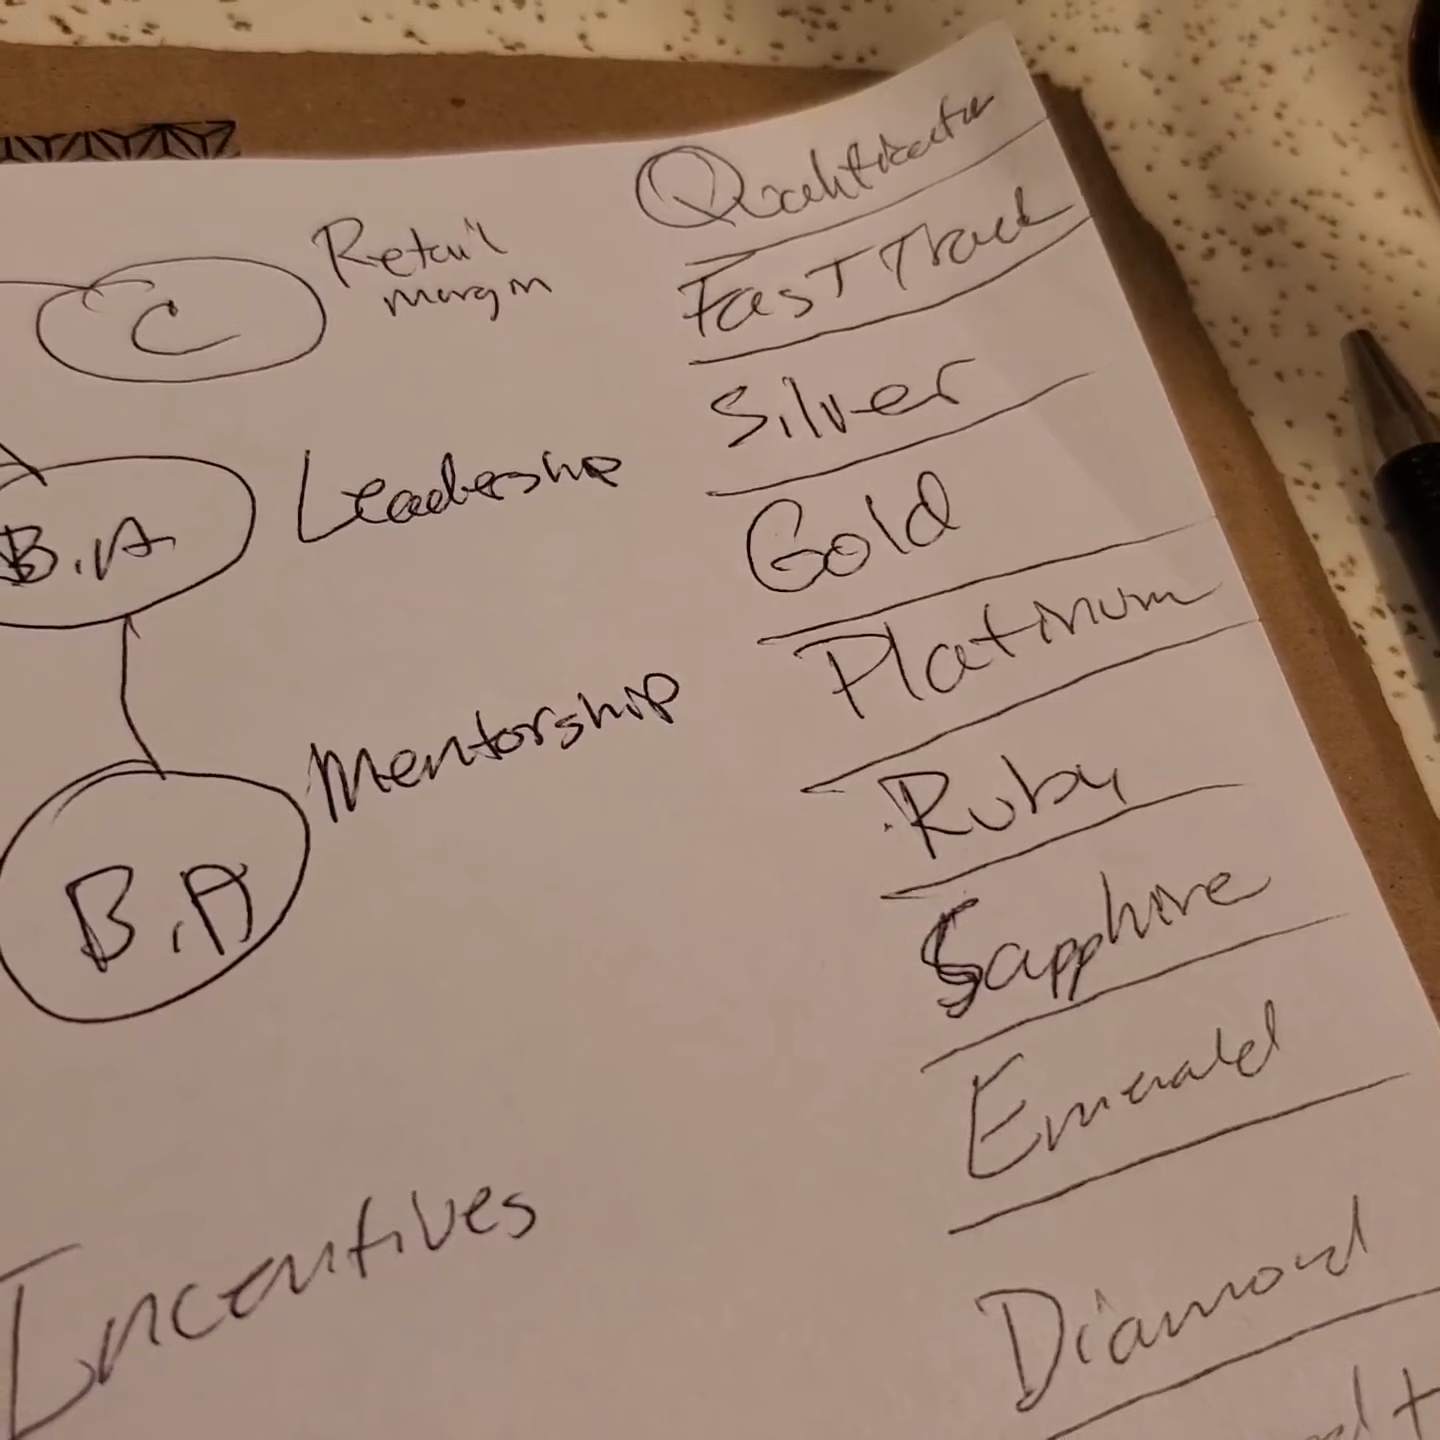 Qualification
Fast Track
Silver
Gold
Platinum
Ruby
Sapphire
Emerald
Diamond
C
Retail
margin
B.A
Leadership
B.A
Mentorship
Incentives